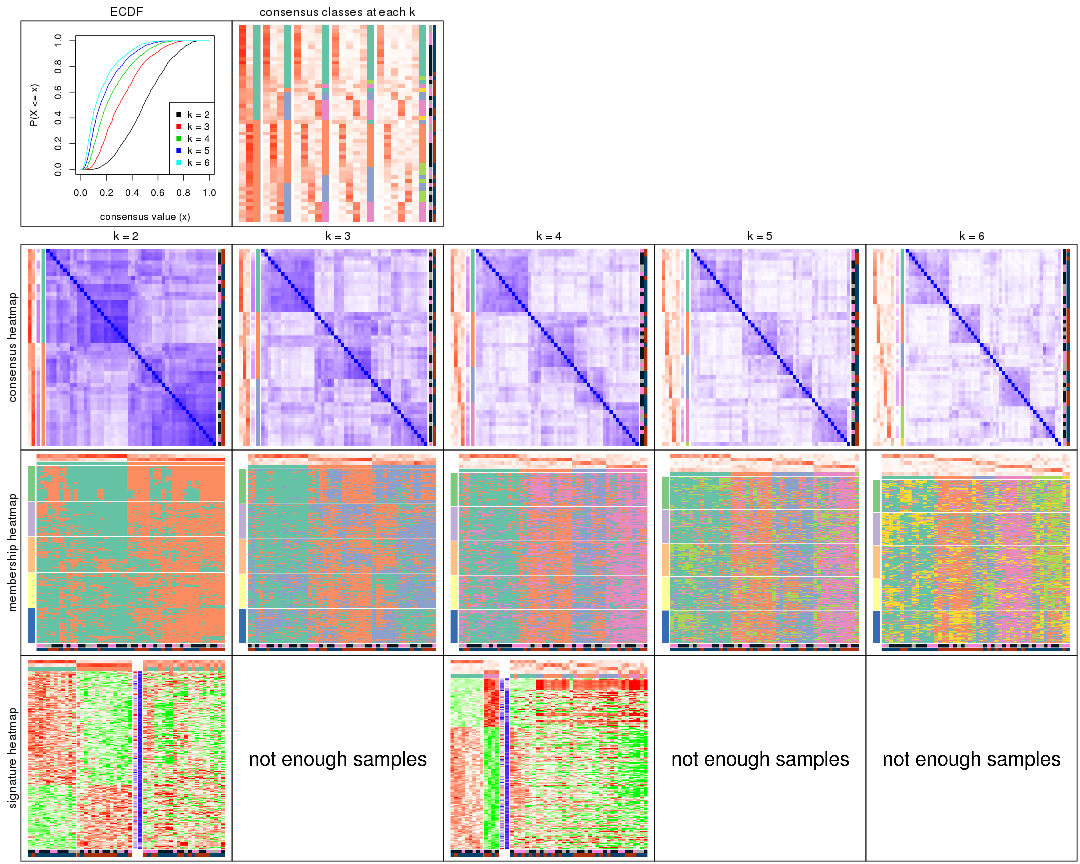 ECDF
consensus classes at each k
P(X <= x)
0.0 0.2 0.4 0.6 0.8 1.0
k = 2
k = 3
k = 4
k = 5
k = 6
0.0 0.2 0.4 0.6 0.8 1.0
consensus value (x)
k = 2
k = 3
k = 4
k = 5
k = 6
consensus heatmap
membership heatmap
signature heatmap
not enough samples
not enough samples
not enough samples